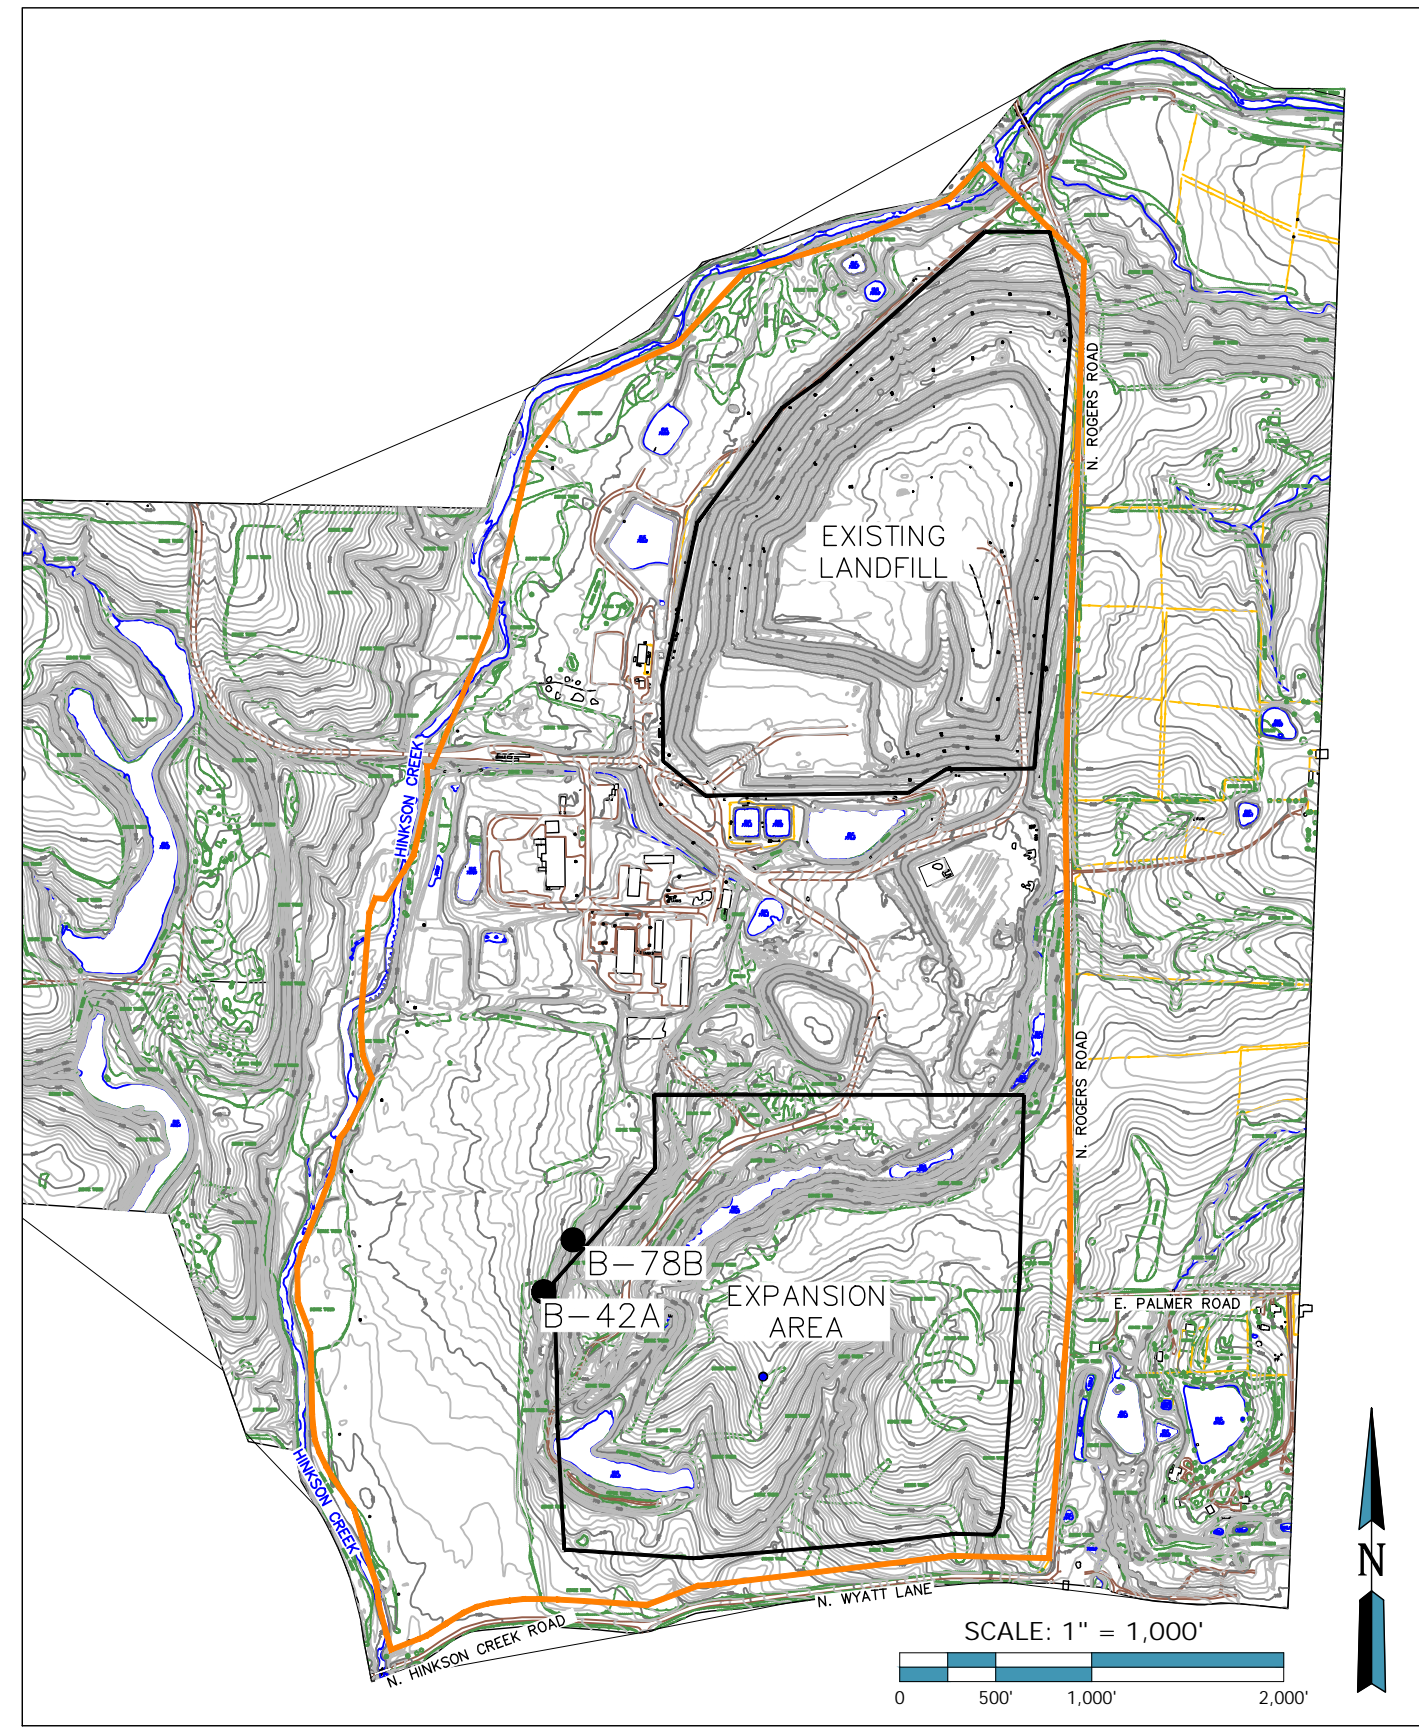 N. ROGERS ROAD
EXISTING
LANDFILL
HINKSON CREEK
N. ROGERS ROAD
B-78B
B-42A
EXPANSION
AREA
E. PALMER ROAD
HINKSON CREEK
N. WYATT LANE
N. HINKSON CREEK ROAD
N
SCALE: 1" = 1,000'
0 500' 1,000' 2,000'